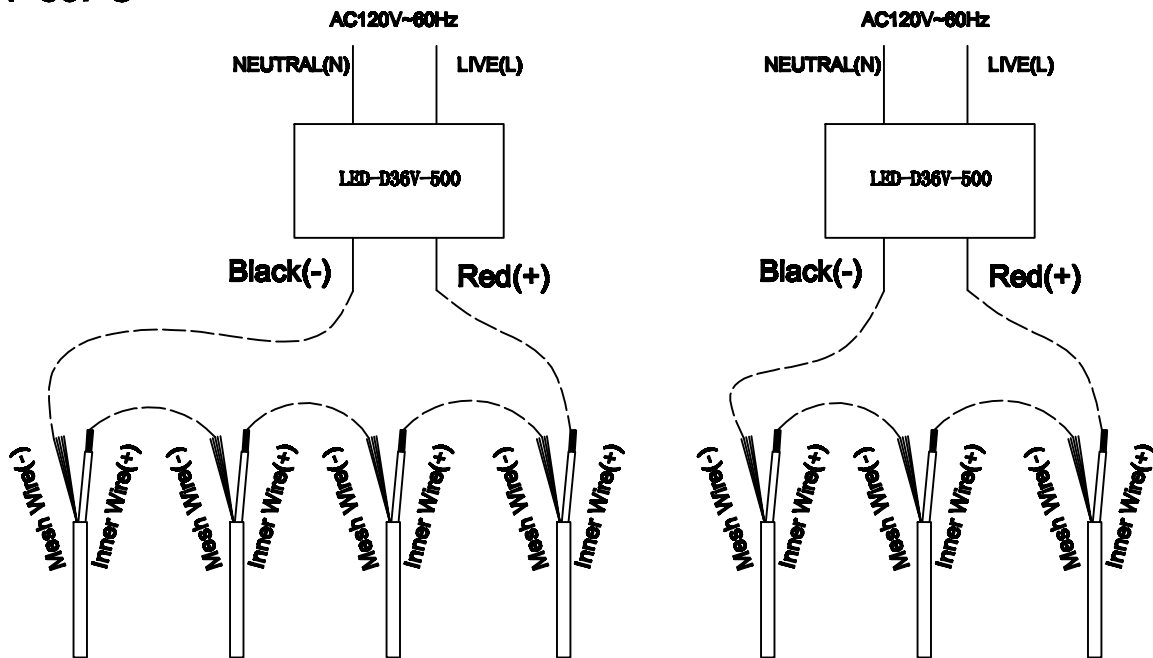 AC120V~60Hz
NEUTRAL(N)
LIVE(L)
LED-D36V-500
Black(-)
Red(+)
Mesh Wire(-)
Inner Wire(+)
Mesh Wire(-)
Inner Wire(+)
Mesh Wire(-)
Inner Wire(+)
Mesh Wire(-)
Inner Wire(+)
AC120V~60Hz
NEUTRAL(N)
LIVE(L)
LED-D36V-500
Black(-)
Red(+)
Mesh Wire(-)
Inner Wire(+)
Mesh Wire(-)
Inner Wire(+)
Mesh Wire(-)
Inner Wire(+)